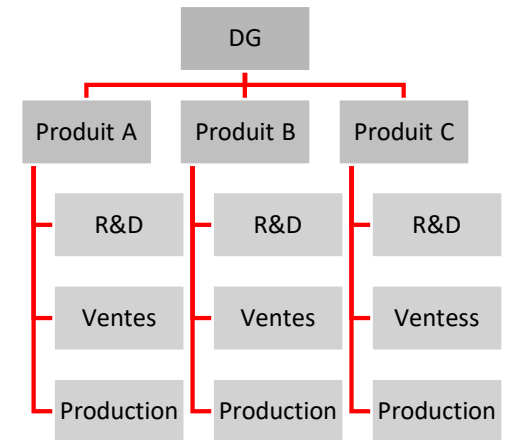 DG
Produit A
Produit B
Produit C
R&D
R&D
R&D
Ventes
Ventes
Ventess
Production
Production
Production